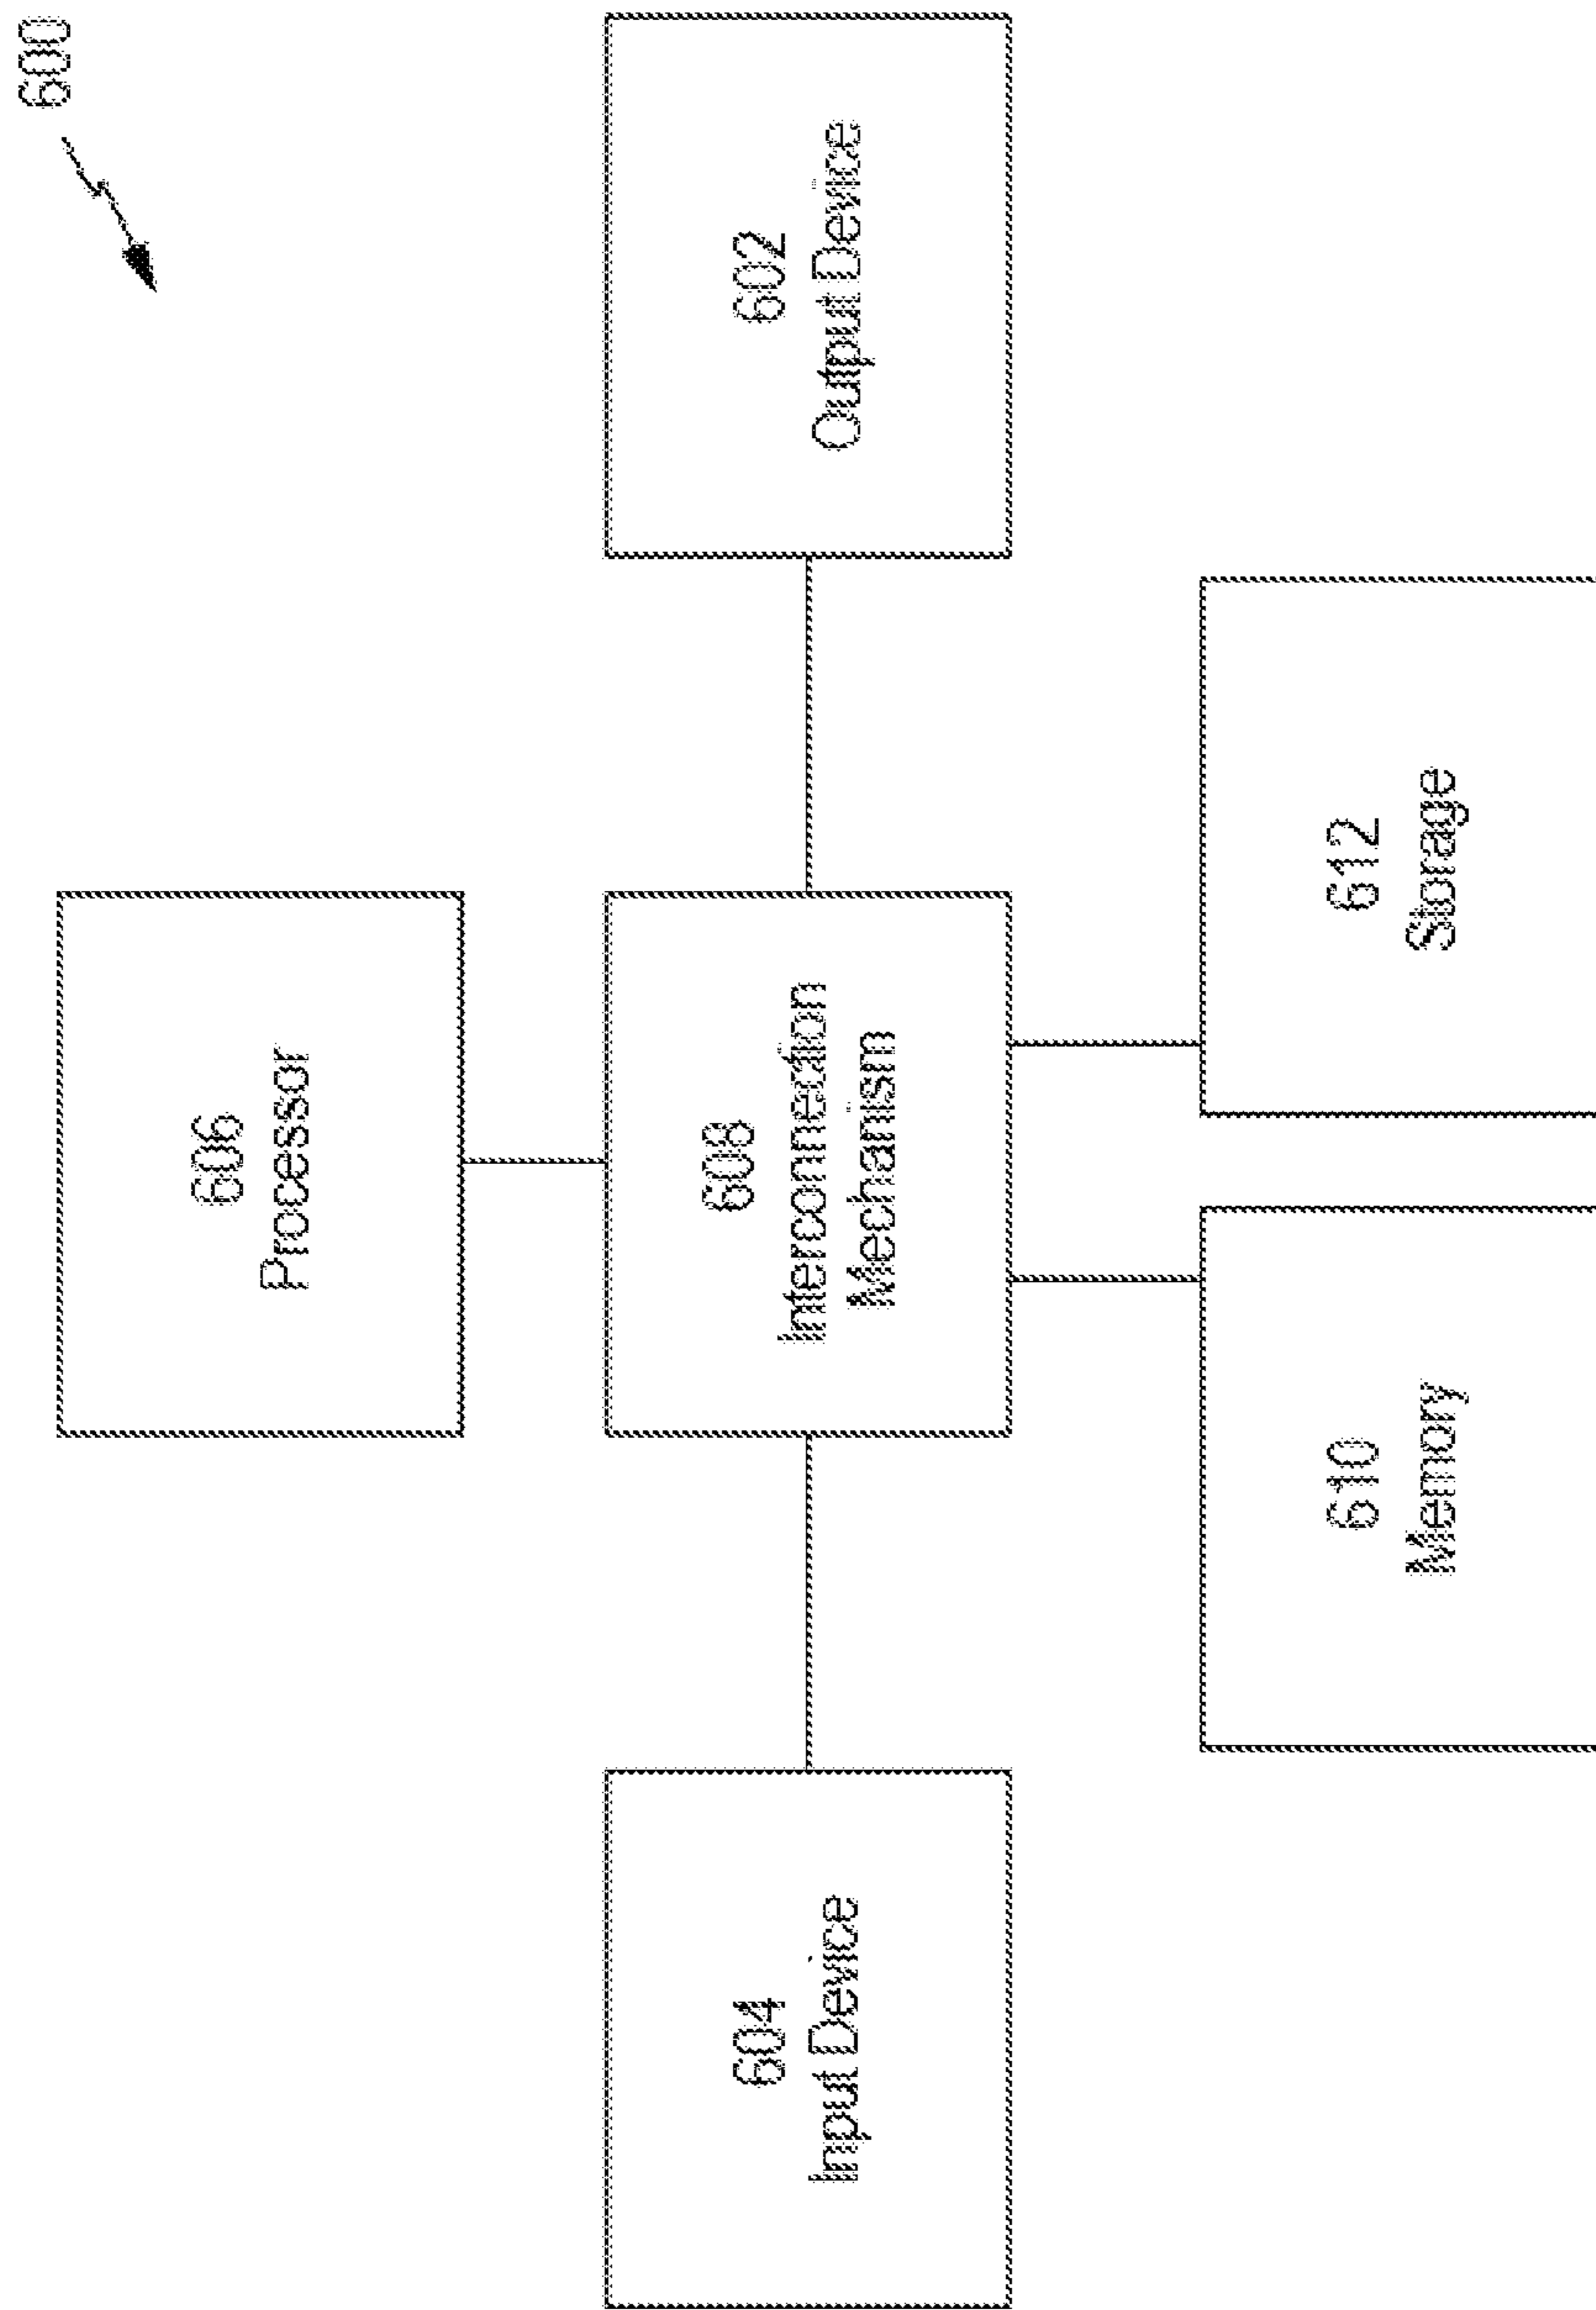 600
606
Processor
604
Input Device
608
Interconnection
Mechanism
602
Output Device
610
Memory
612
Storage